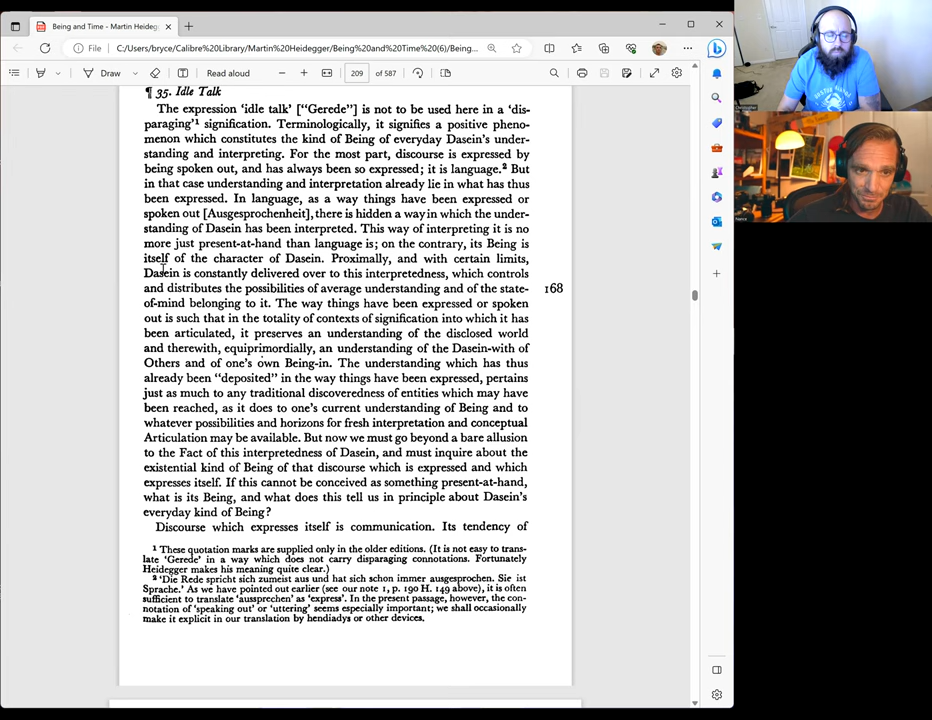 Being and Time - Martin Heideg
File
C:/Users/bryce/Calibre%20Library/Martin%20Heidegger/Being%20and%20Time%20(6)/Being...
Draw
Read aloud
209
of 587
¶ 35. Idle Talk
The expression ‘idle talk’ [“Gerede”] is not to be used here in a ‘dis-
paraging’¹ signification. Terminologically, it signifies a positive pheno-
menon which constitutes the kind of Being of everyday Dasein's under-
standing and interpreting. For the most part, discourse is expressed by
being spoken out, and has always been so expressed; it is language.² But
in that case understanding and interpretation already lie in what has thus
been expressed. In language, as a way things have been expressed or
spoken out [Ausgesprochenheit], there is hidden a way in which the under-
standing of Dasein has been interpreted. This way of interpreting it is no
more just present-at-hand than language is; on the contrary, its Being is
itself of the character of Dasein. Proximally, and with certain limits,
Dasein is constantly delivered over to this interpretedness, which controls
and distributes the possibilities of average understanding and of the state-
168
of-mind belonging to it. The way things have been expressed or spoken
out is such that in the totality of contexts of signification into which it has
been articulated, it preserves an understanding of the disclosed world
and therewith, equiprimordially, an understanding of the Dasein-with of
Others and of one's own Being-in. The understanding which has thus
already been “deposited” in the way things have been expressed, pertains
just as much to any traditional discoveredness of entities which may have
been reached, as it does to one's current understanding of Being and to
whatever possibilities and horizons for fresh interpretation and conceptual
Articulation may be available. But now we must go beyond a bare allusion
to the Fact of this interpretedness of Dasein, and must inquire about the
existential kind of Being of that discourse which is expressed and which
expresses itself. If this cannot be conceived as something present-at-hand,
what is its Being, and what does this tell us in principle about Dasein's
everyday kind of Being?
Discourse which expresses itself is communication. Its tendency of
¹ These quotation marks are supplied only in the older editions. (It is not easy to trans-
late ‘Gerede’ in a way which does not carry disparaging connotations. Fortunately
Heidegger makes his meaning quite clear.)
² ‘Die Rede spricht sich zumeist aus und hat sich schon immer ausgesprochen. Sie ist
Sprache.’ As we have pointed out earlier (see our note 1, p. 190 H. 149 above), it is often
sufficient to translate ‘aussprechen’ as ‘express’. In the present passage, however, the con-
notation of ‘speaking out’ or ‘uttering’ seems especially important; we shall occasionally
make it explicit in our translation by hendiadys or other devices.